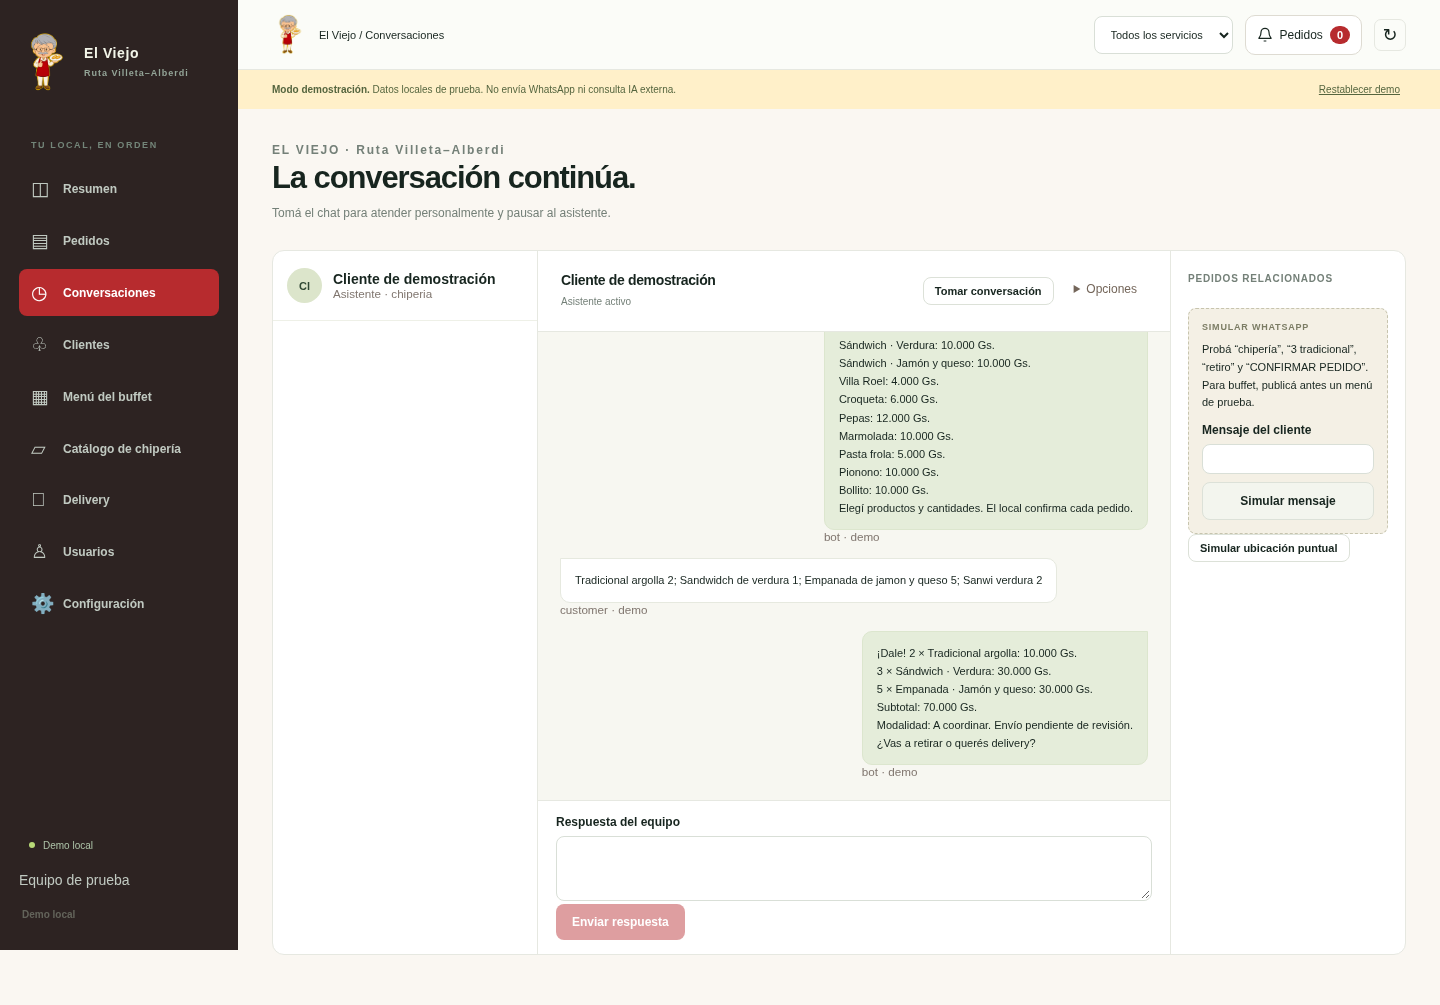 El Viejo
Ruta Villeta–Alberdi
TU LOCAL, EN ORDEN
Resumen
Pedidos
Conversaciones
Clientes
Menú del buffet
Catálogo de chipería
Delivery
Usuarios
Configuración
Demo local
Equipo de prueba
Demo local
El Viejo / Conversaciones
Todos los servicios
Pedidos 0
Modo demostración. Datos locales de prueba. No envía WhatsApp ni consulta IA externa.
Restablecer demo
EL VIEJO · Ruta Villeta–Alberdi
La conversación continúa.
Tomá el chat para atender personalmente y pausar al asistente.
CI
Cliente de demostración
Asistente · chiperia
Cliente de demostración
Asistente activo
Tomar conversación
Opciones
Sándwich · Verdura: 10.000 Gs.
Sándwich · Jamón y queso: 10.000 Gs.
Villa Roel: 4.000 Gs.
Croqueta: 6.000 Gs.
Pepas: 12.000 Gs.
Marmolada: 10.000 Gs.
Pasta frola: 5.000 Gs.
Pionono: 10.000 Gs.
Bollito: 10.000 Gs.
Elegí productos y cantidades. El local confirma cada pedido.
bot · demo
Tradicional argolla 2; Sandwidch de verdura 1; Empanada de jamon y queso 5; Sanwi verdura 2
customer · demo
¡Dale! 2 × Tradicional argolla: 10.000 Gs.
3 × Sándwich · Verdura: 30.000 Gs.
5 × Empanada · Jamón y queso: 30.000 Gs.
Subtotal: 70.000 Gs.
Modalidad: A coordinar. Envío pendiente de revisión.
¿Vas a retirar o querés delivery?
bot · demo
Respuesta del equipo
Enviar respuesta
PEDIDOS RELACIONADOS
SIMULAR WHATSAPP
Probá “chipería”, “3 tradicional”,
“retiro” y “CONFIRMAR PEDIDO”.
Para buffet, publicá antes un menú
de prueba.
Mensaje del cliente
Simular mensaje
Simular ubicación puntual